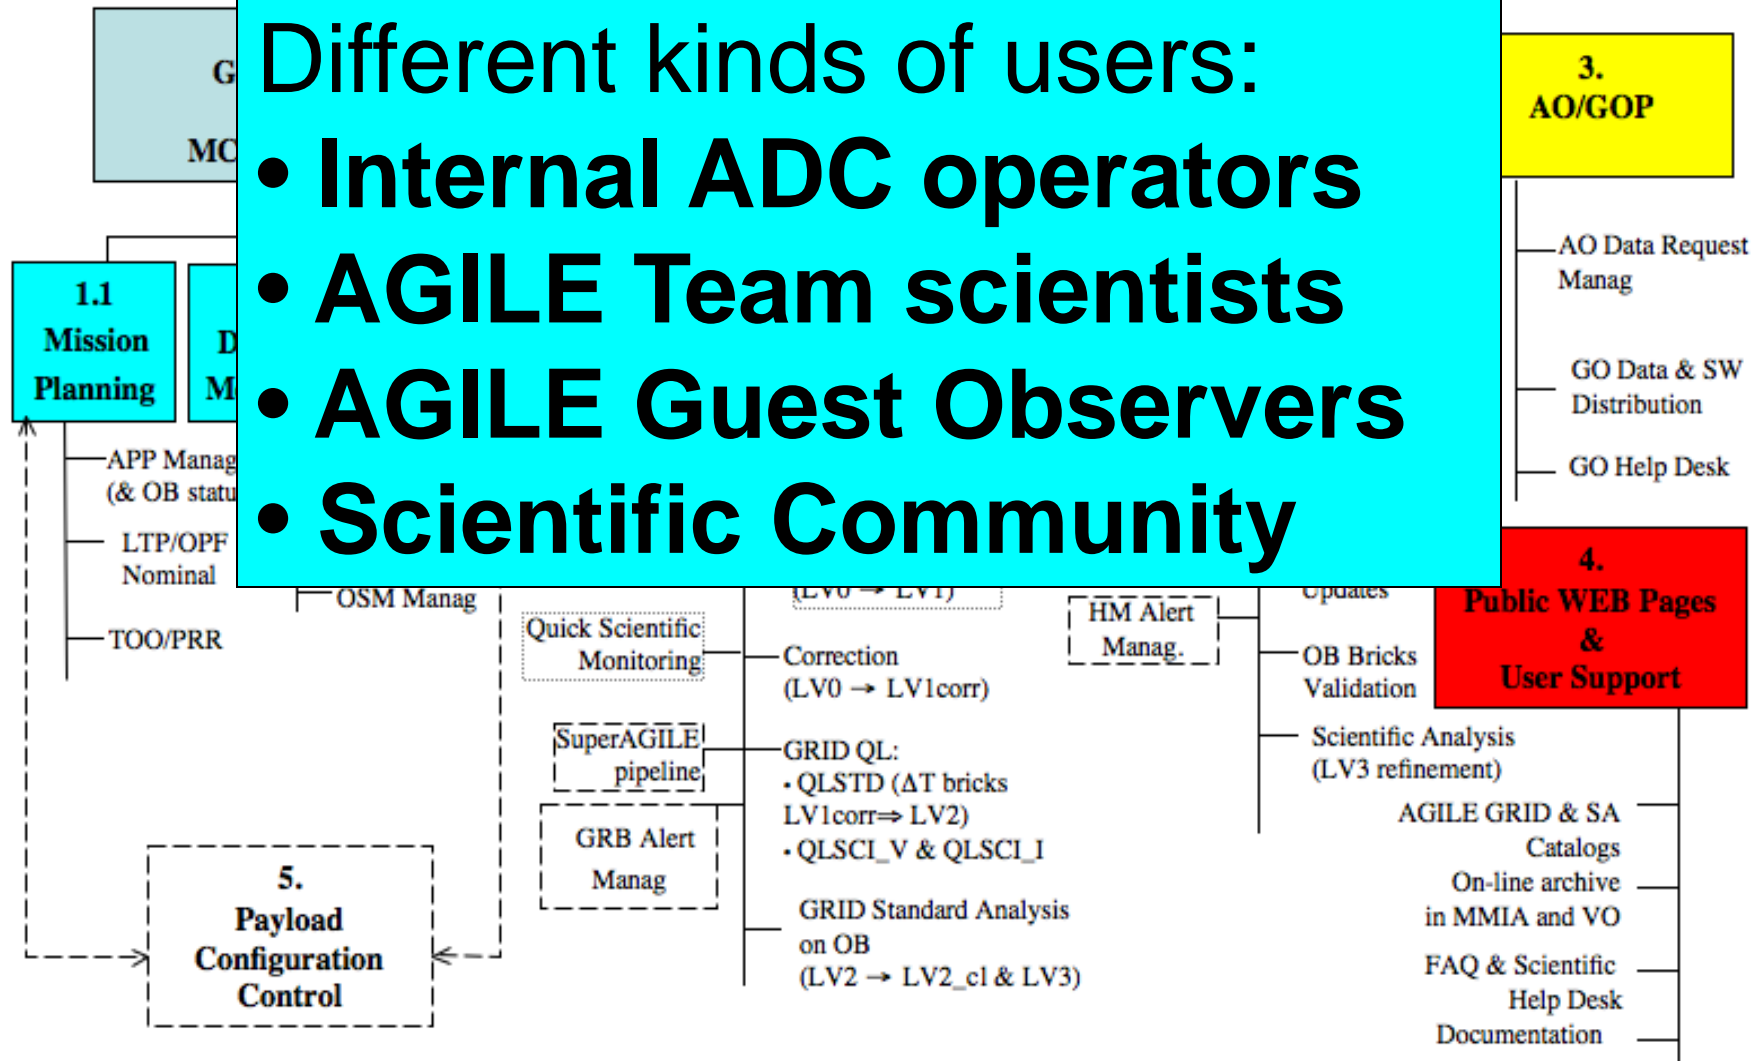 Different kinds of users:
• Internal ADC operators
• AGILE Team scientists
• AGILE Guest Observers
• Scientific Community
G
MC
1.1
Mission
Planning
D
M
APP Manag
(& OB statu
LTP/OPF
Nominal
TOO/PRR
OSM Manag
3.
AO/GOP
AO Data Request
Manag
GO Data & SW
Distribution
GO Help Desk
4.
Public WEB Pages
&
User Support
AGILE GRID & SA
Catalogs
On-line archive
in MMIA and VO
FAQ & Scientific
Help Desk
Documentation
(LV0 → LV1)
Quick Scientific
Monitoring
Correction
(LV0 → LV1corr)
SuperAGILE
pipeline
GRID QL:
• QLSTD (ΔT bricks
LV1corr⇒ LV2)
• QLSCI_V & QLSCI_I
GRB Alert
Manag
GRID Standard Analysis
on OB
(LV2 → LV2_cl & LV3)
HM Alert
Manag.
Updates
OB Bricks
Validation
Scientific Analysis
(LV3 refinement)
5.
Payload
Configuration
Control